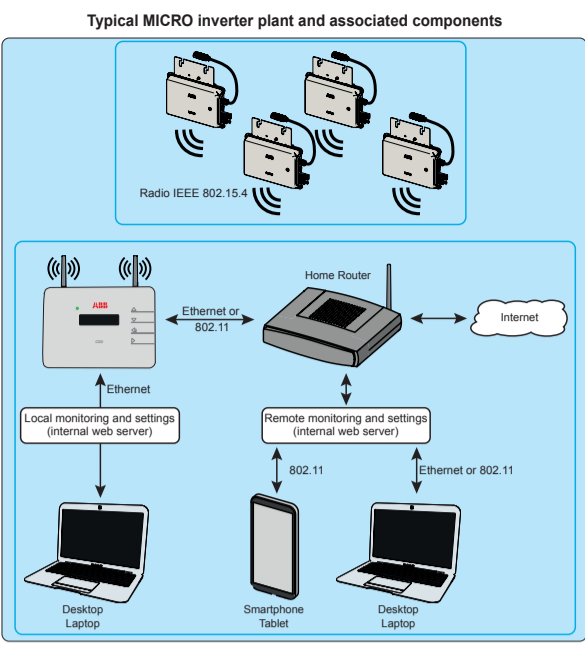 Typical MICRO inverter plant and associated components
Radio IEEE 802.15.4
Home Router
ABB
Ethernet or
802.11
Internet
CDD
Ethernet
Local monitoring and settings
(internal web server)
Remote monitoring and settings
(internal web server)
802.11
Ethernet or 802.11
Desktop
Laptop
Smartphone
Tablet
Desktop
Laptop